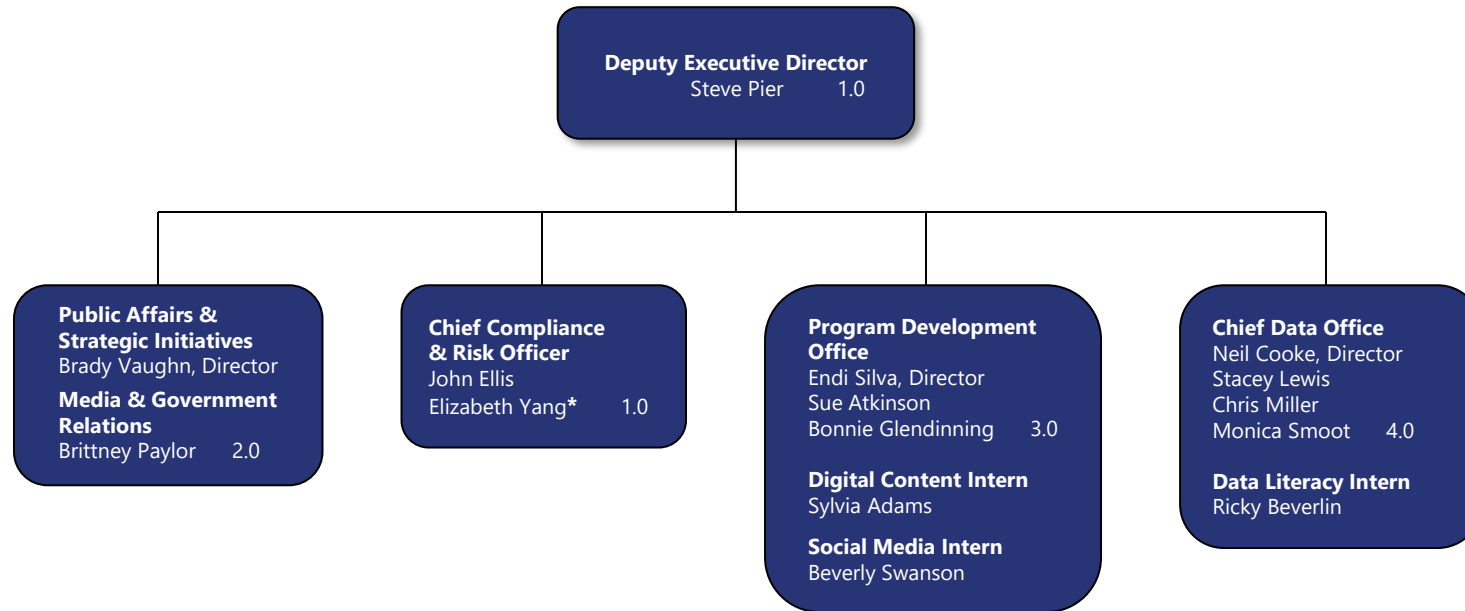 Deputy Executive Director
Steve Pier 1.0
Public Affairs &
Strategic Initiatives
Brady Vaughn, Director
Media & Government
Relations
Brittney Paylor 2.0
Chief Compliance
& Risk Officer
John Ellis
Elizabeth Yang* 1.0
Program Development
Office
Endi Silva, Director
Sue Atkinson
Bonnie Glendinning 3.0
Digital Content Intern
Sylvia Adams
Social Media Intern
Beverly Swanson
Chief Data Office
Neil Cooke, Director
Stacey Lewis
Chris Miller
Monica Smoot 4.0
Data Literacy Intern
Ricky Beverlin